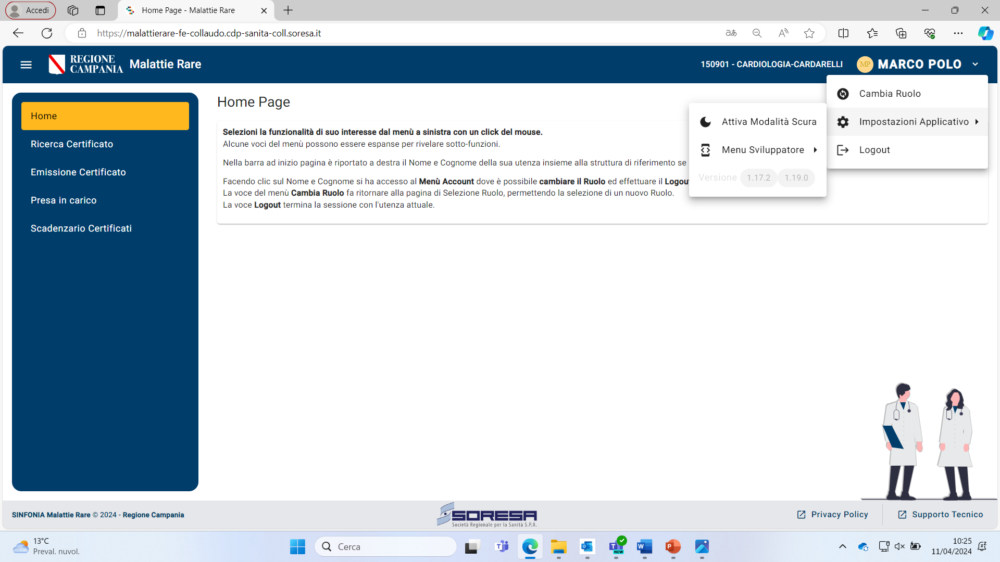 Accedi
Home Page - Malattie Rare
https://malattierare-fe-collaudo.cdp-sanita-coll.soresa.it
REGIONE CAMPANIA
Malattie Rare
150901 - CARDIOLOGIA-CARDARELLI
MP
MARCO POLO
Cambia Ruolo
Impostazioni Applicativo
Logout
Attiva Modalità Scura
Menu Sviluppatore
Versione 1.17.2 1.19.0
Home
Ricerca Certificato
Emissione Certificato
Presa in carico
Scadenzario Certificati
Home Page
Selezioni la funzionalità di suo interesse dal menù a sinistra con un click del mouse.
Alcune voci del menù possono essere espanse per rivelare sotto-funzioni.
Nella barra ad inizio pagina è riportato a destra il Nome e Cognome della sua utenza insieme alla struttura di riferimento se
Facendo clic sul Nome e Cognome si ha accesso al Menù Account dove è possibile cambiare il Ruolo ed effettuare il Logou
La voce del menù Cambia Ruolo fa ritornare alla pagina di Selezione Ruolo, permettendo la selezione di un nuovo Ruolo.
La voce Logout termina la sessione con l'utenza attuale.
SINFONIA Malattie Rare © 2024 - Regione Campania
SORESA
Società Regionale per la Sanità S.P.A.
Privacy Policy
Supporto Tecnico
13°C
Preval. nuvol.
Cerca
NEW
10:25
11/04/2024